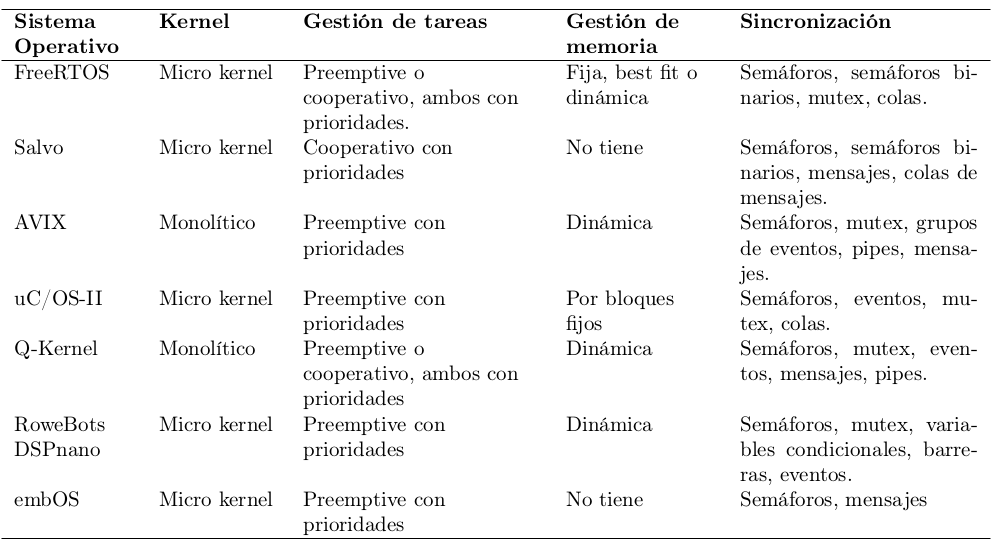 Sistema Operativo | Kernel | Gestión de tareas | Gestión de memoria | Sincronización
FreeRTOS | Micro kernel | Preemptive o cooperativo, ambos con prioridades. | Fija, best fit o dinámica | Semáforos, semáforos binarios, mutex, colas.
Salvo | Micro kernel | Cooperativo con prioridades | No tiene | Semáforos, semáforos binarios, mensajes, colas de mensajes.
AVIX | Monolítico | Preemptive con prioridades | Dinámica | Semáforos, mutex, grupos de eventos, pipes, mensajes.
uC/OS-II | Micro kernel | Preemptive con prioridades | Por bloques fijos | Semáforos, eventos, mutex, colas.
Q-Kernel | Monolítico | Preemptive o cooperativo, ambos con prioridades | Dinámica | Semáforos, mutex, eventos, mensajes, pipes.
RoweBots DSPnano | Micro kernel | Preemptive con prioridades | Dinámica | Semáforos, mutex, variables condicionales, barreras, eventos.
embOS | Micro kernel | Preemptive con prioridades | No tiene | Semáforos, mensajes